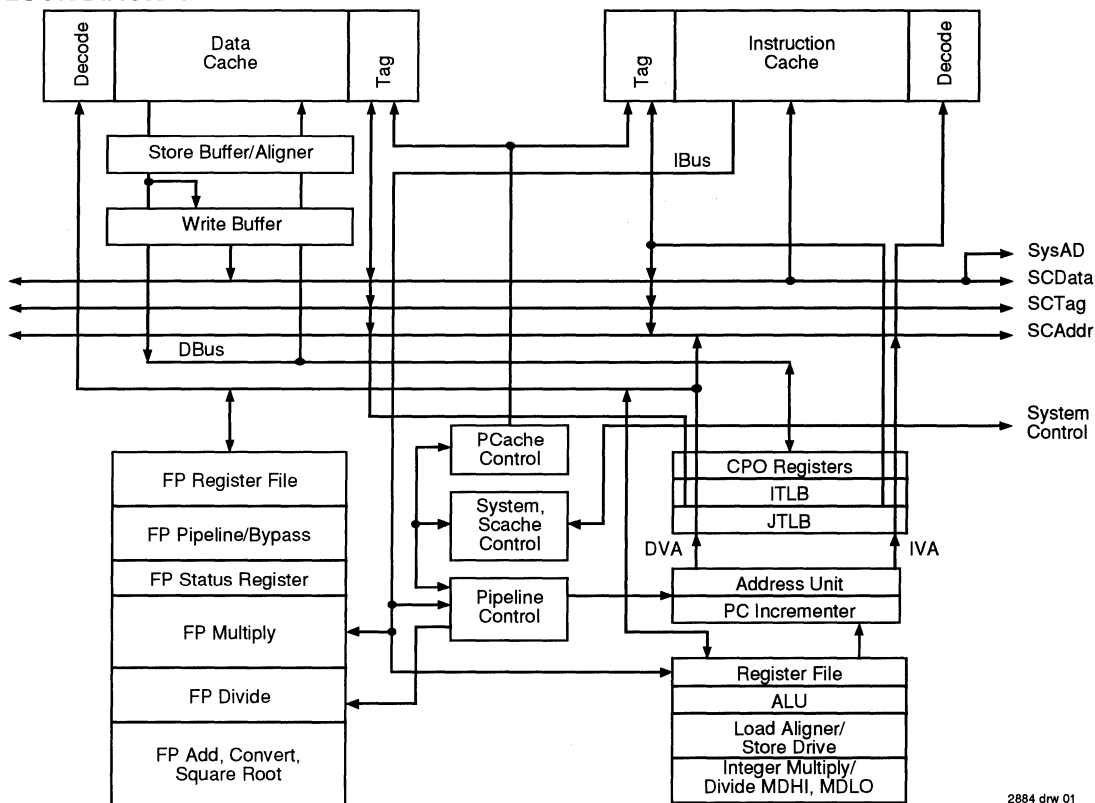 Decode
Data
Cache
Tag
Tag
Instruction
Cache
Decode
Store Buffer/Aligner
IBus
Write Buffer
SysAD
SCData
SCTag
SCAddr
DBus
System
Control
PCache
Control
FP Register File
CPO Registers
ITLB
JTLB
System,
Scache
Control
FP Pipeline/Bypass
DVA
IVA
FP Status Register
Address Unit
PC Incrementer
Pipeline
Control
FP Multiply
Register File
FP Divide
ALU
Load Aligner/
Store Drive
FP Add, Convert,
Square Root
Integer Multiply/
Divide MDHI, MDLO
2884 drw 01